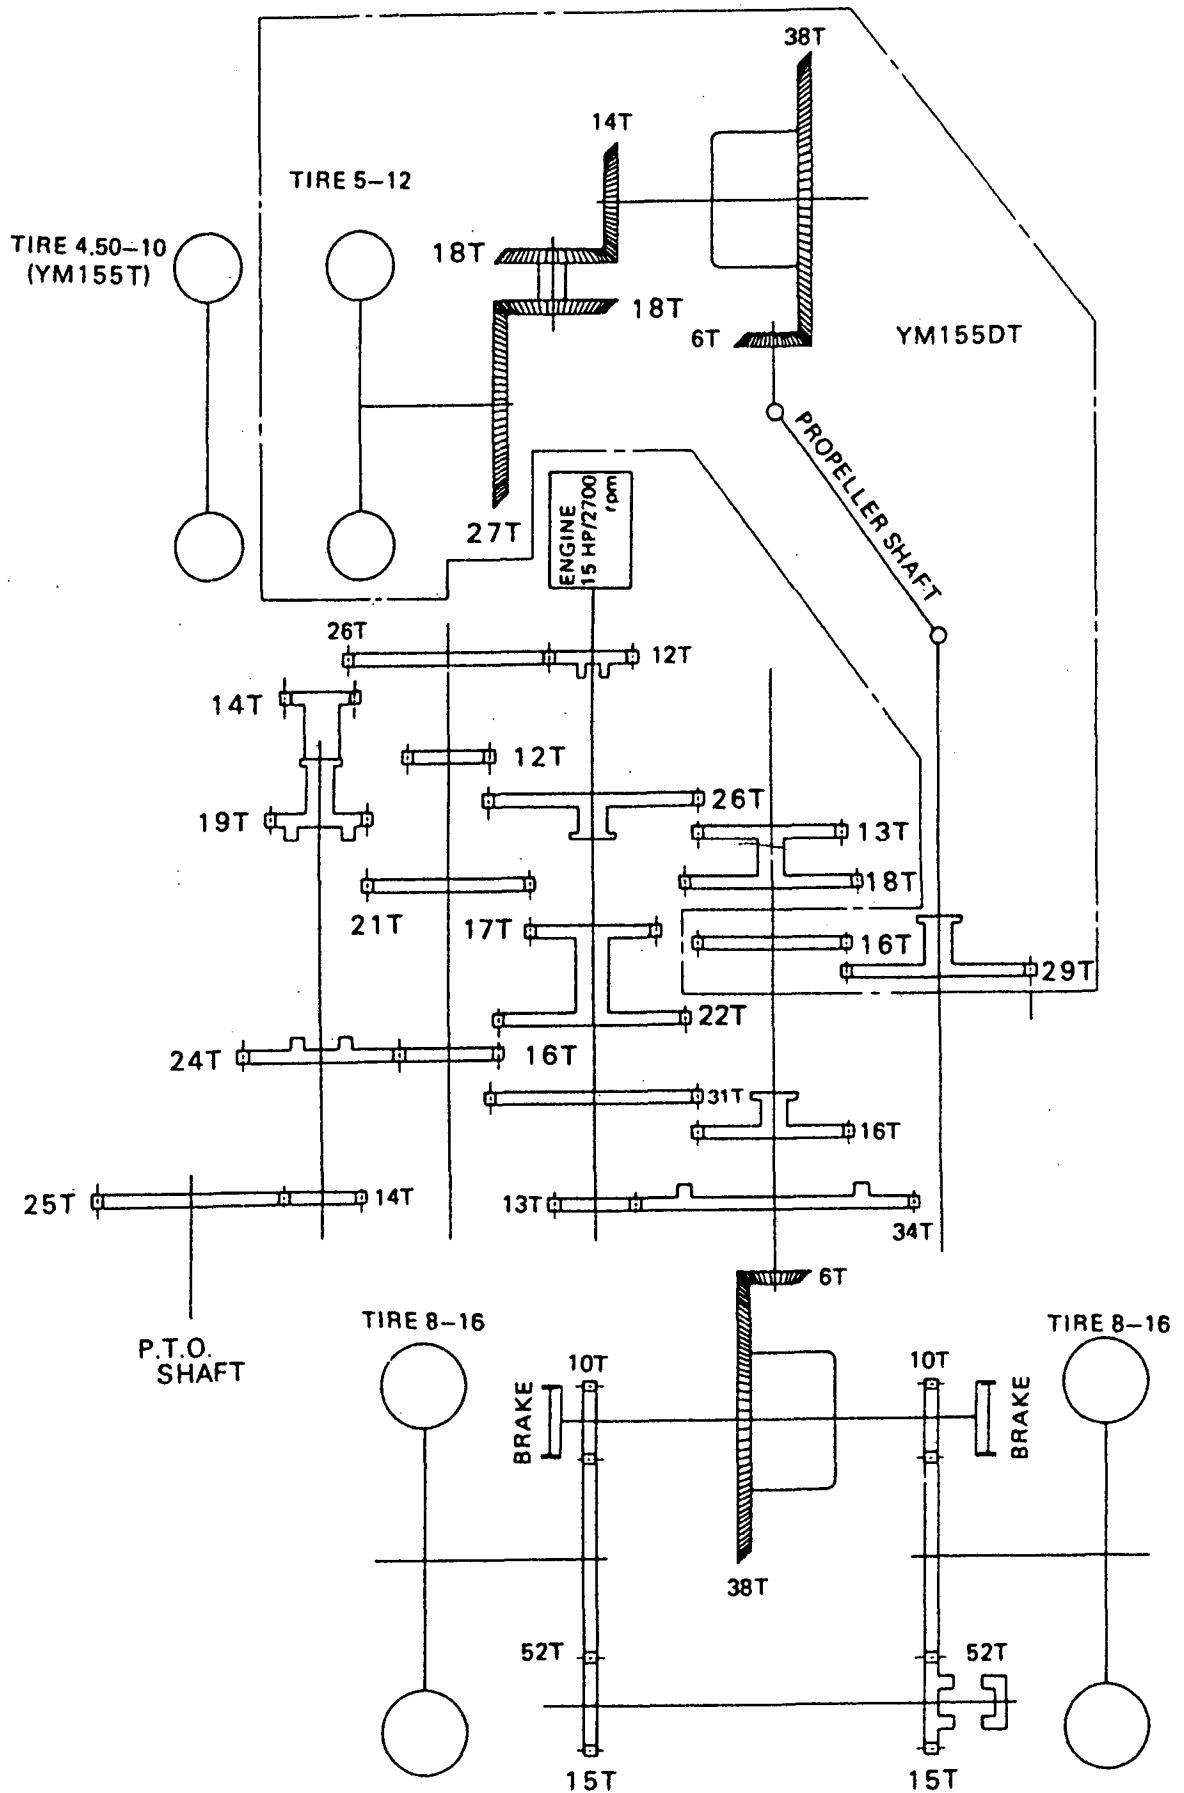 38T
14T
TIRE 5–12
TIRE 4.50–10
(YM155T)
18T
18T
6T
YM155DT
PROPELLER SHAFT
27T
ENGINE
15 HP/2700
rpm
26T
12T
14T
12T
26T
19T
13T
18T
21T
17T
16T
29T
22T
24T
16T
31T
16T
25T
14T
13T
34T
6T
P.T.O.
SHAFT
TIRE 8–16
TIRE 8–16
10T
10T
BRAKE
BRAKE
38T
52T
52T
15T
15T